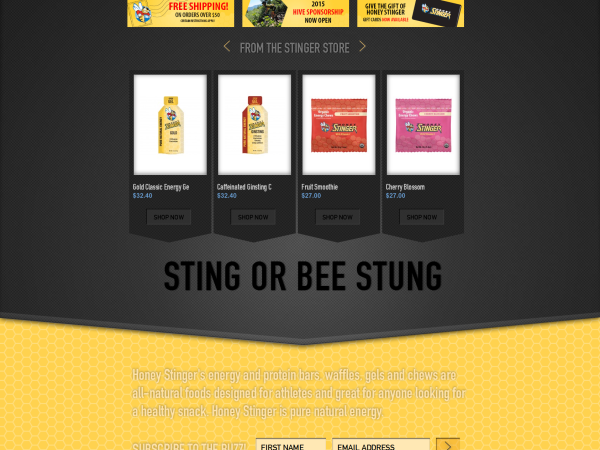 FREE SHIPPING!
ON ORDERS OVER $50
2015
HIVE SPONSORSHIP
NOW OPEN
GIVE THE GIFT OF
HONEY STINGER
GIFT CARDS NOW AVAILABLE
STINGER
FROM THE STINGER STORE
STINGER
STINGER
Gold Classic Energy Ge
$32.40
Caffeinated Ginsting C
$32.40
Fruit Smoothie
$27.00
Cherry Blossom
$27.00
SHOP NOW
SHOP NOW
SHOP NOW
SHOP NOW
STING OR BEE STUNG
Honey Stinger's energy and protein bars, waffles, gels and chews are
all-natural foods designed for athletes and great for anyone looking for
a healthy snack. Honey Stinger is pure natural energy.
SUBSCRIBE TO THE BUZZ!
FIRST NAME
EMAIL ADDRESS